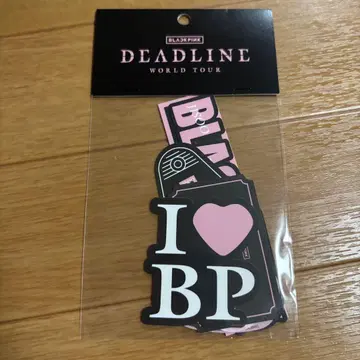 BLACKPINK
DEADLINE
WORLD TOUR
I
BP